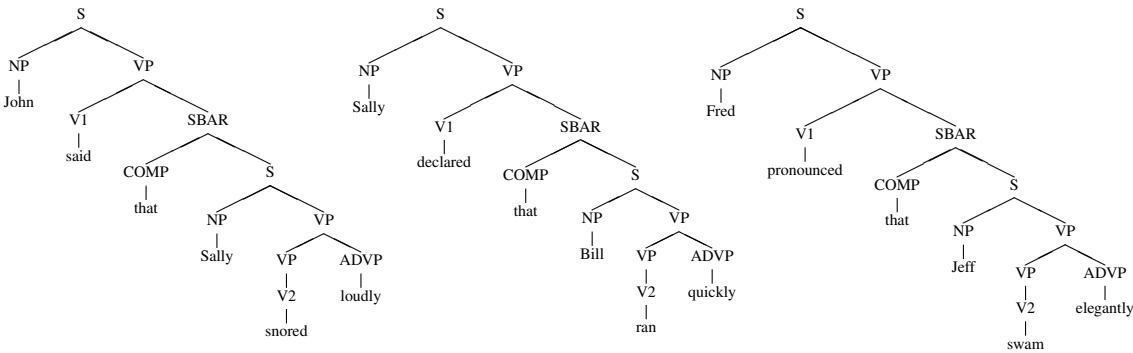 S S S
NP VP NP VP NP VP
John V1 SBAR Sally V1 SBAR Fred V1 SBAR
said COMP S declared COMP S pronounced COMP S
that NP VP that NP VP that NP VP
Sally VP ADVP Bill VP ADVP Jeff VP ADVP
V2 loudly V2 quickly V2 elegantly
snored ran swam